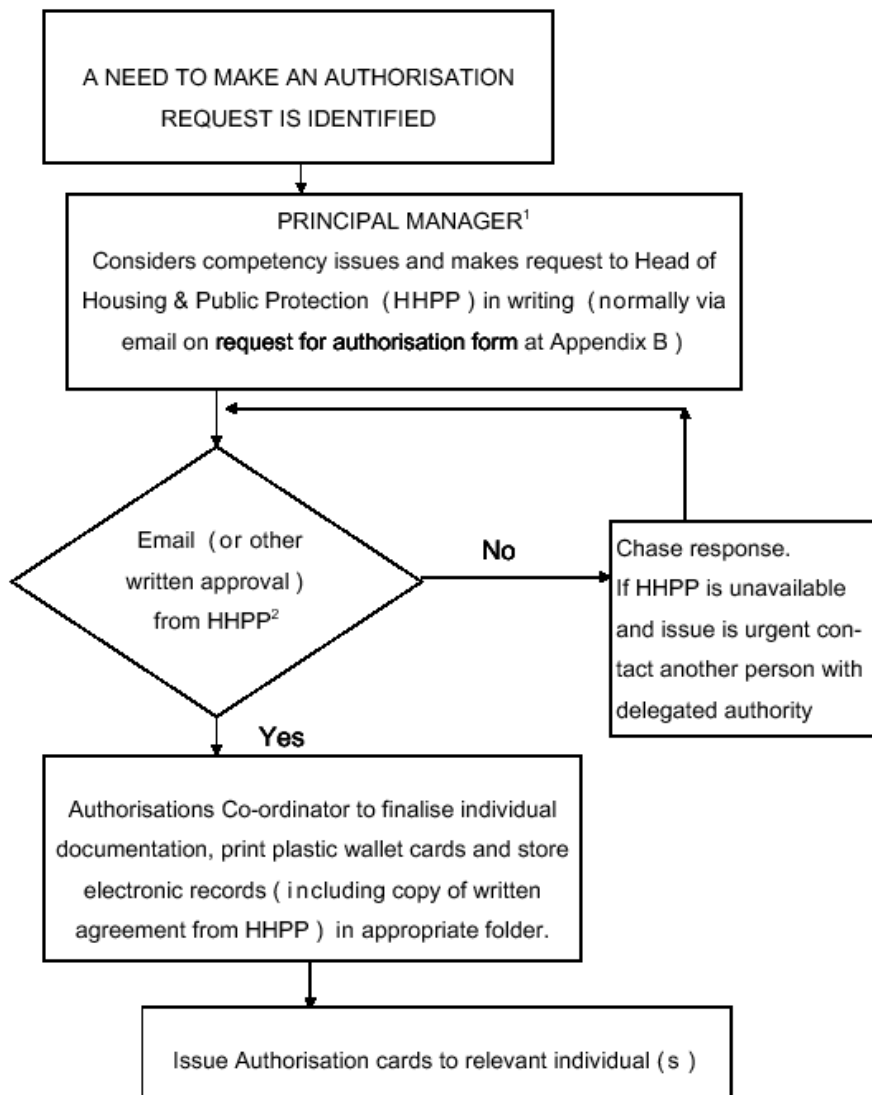 A NEED TO MAKE AN AUTHORISATION
REQUEST IS IDENTIFIED
PRINCIPAL MANAGER¹
Considers competency issues and makes request to Head of
Housing & Public Protection (HHPP) in writing (normally via
email on request for authorisation form at Appendix B)
Email (or other
written approval)
from HHPP²
No
Chase response.
If HHPP is unavailable
and issue is urgent con-
tact another person with
delegated authority
Yes
Authorisations Co-ordinator to finalise individual
documentation, print plastic wallet cards and store
electronic records (including copy of written
agreement from HHPP) in appropriate folder.
Issue Authorisation cards to relevant individual (s)